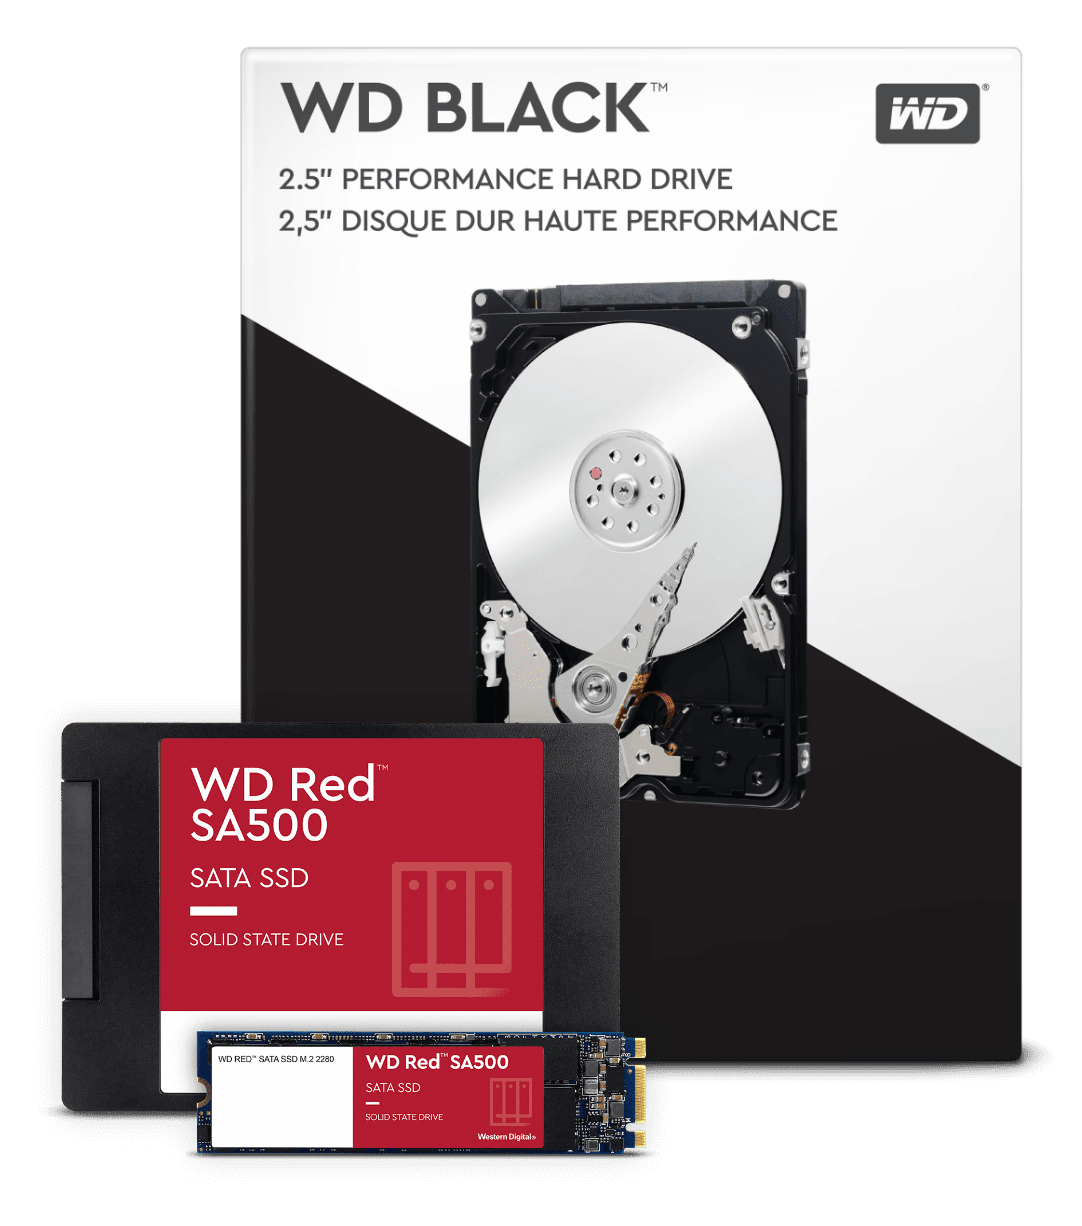 WD BLACK™
WD®
2.5" PERFORMANCE HARD DRIVE
2,5" DISQUE DUR HAUTE PERFORMANCE
WD Red™
SA500
SATA SSD
SOLID STATE DRIVE
WD RED™ SATA SSD M.2 2280
WD Red™ SA500
SATA SSD
SOLID STATE DRIVE
Western Digital®